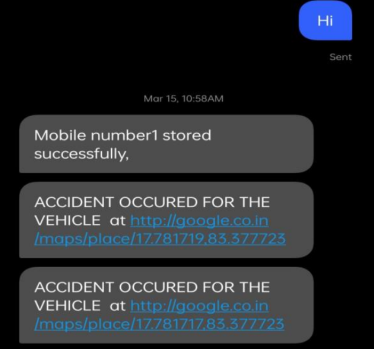 Hi
Sent
Mar 15, 10:58AM
Mobile number1 stored
successfully,
ACCIDENT OCCURED FOR THE
VEHICLE at http://google.co.in
/maps/place/17.781719,83.377723
ACCIDENT OCCURED FOR THE
VEHICLE at http://google.co.in
/maps/place/17.781717,83.377723